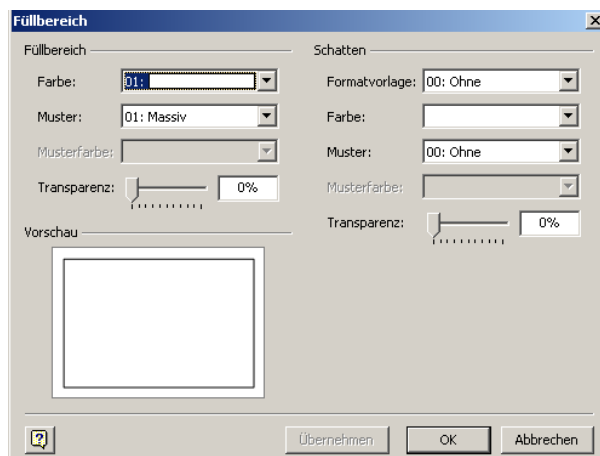 Füllbereich
Füllbereich
Farbe: 01:
Muster: 01: Massiv
Musterfarbe:
Transparenz: 0%
Vorschau
Schatten
Formatvorlage: 00: Ohne
Farbe:
Muster: 00: Ohne
Musterfarbe:
Transparenz: 0%
Übernehmen OK Abbrechen